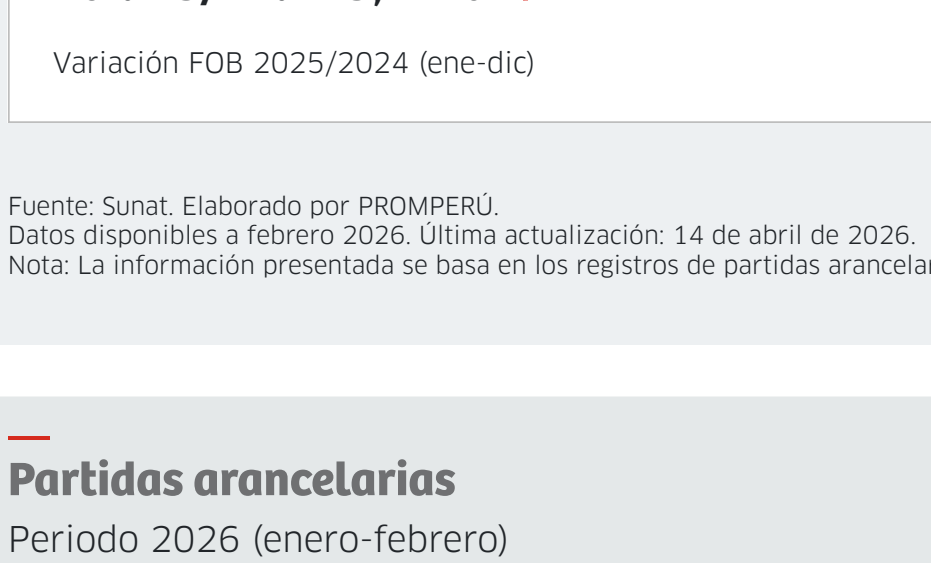 Variación FOB 2025/2024 (ene-dic)
Fuente: Sunat. Elaborado por PROMPERÚ.
Datos disponibles a febrero 2026. Última actualización: 14 de abril de 2026.
Nota: La información presentada se basa en los registros de partidas
Partidas arancelarias
Periodo 2026 (enero-febrero)